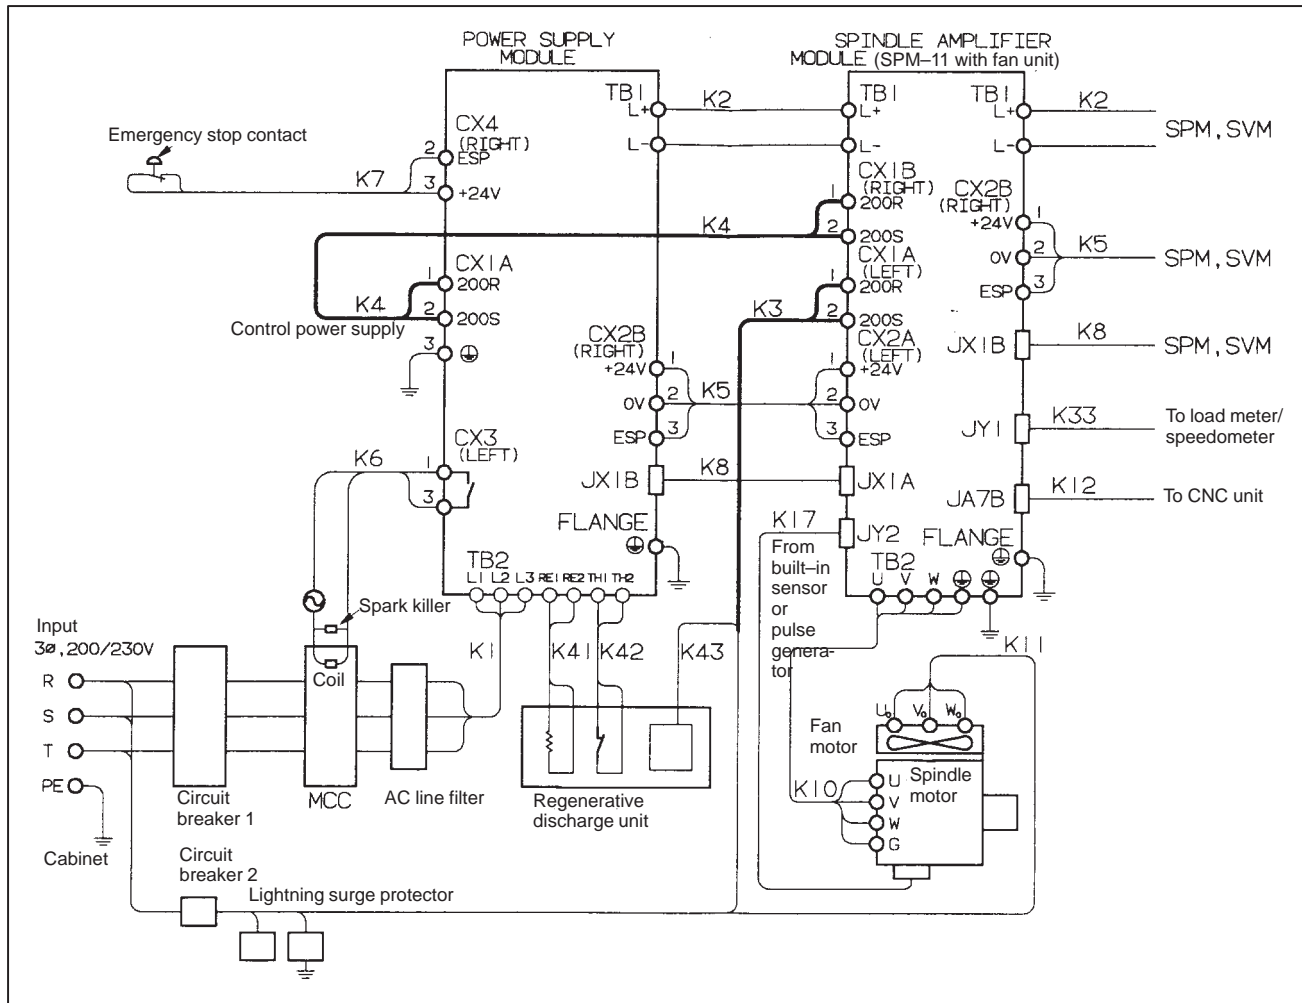 POWER SUPPLY
MODULE
SPINDLE AMPLIFIER
MODULE (SPM–11 with fan unit)
TB1
L+
L-
K2
TB1
L+
L-
TB1
L+
L-
K2
SPM, SVM
Emergency stop contact
K7
CX4
(RIGHT)
2
ESP
3
+24V
CX1B
(RIGHT)
1
200R
2
200S
K4
CX2B
(RIGHT)
+24V
1
0V
2
ESP
3
K5
SPM, SVM
CX1A
1
200R
K4
2
200S
Control power supply
3
CX1A
(LEFT)
1
200R
K3
2
200S
CX2B
(RIGHT)
+24V
1
0V
2
ESP
3
K5
CX2A
(LEFT)
1
+24V
2
0V
3
ESP
JX1B
K8
SPM, SVM
JY1
K33
To load meter/
speedometer
CX3
(LEFT)
K6
1
3
JX1B
K8
JX1A
JA7B
K12
To CNC unit
FLANGE
K17
JY2
FLANGE
From
built–in
sensor
or
pulse
genera-
tor
TB2
L1
L2
L3
RE1
RE2
TH1
TH2
TB2
U
V
W
Spark killer
Input
3ø, 200/230V
R
S
T
PE
Coil
K1
K41
K42
K43
K11
Cabinet
Circuit
breaker 1
MCC
AC line filter
Regenerative
discharge unit
Fan
motor
U₀
V₀
W₀
K10
U
V
W
G
Spindle
motor
Circuit
breaker 2
Lightning surge protector